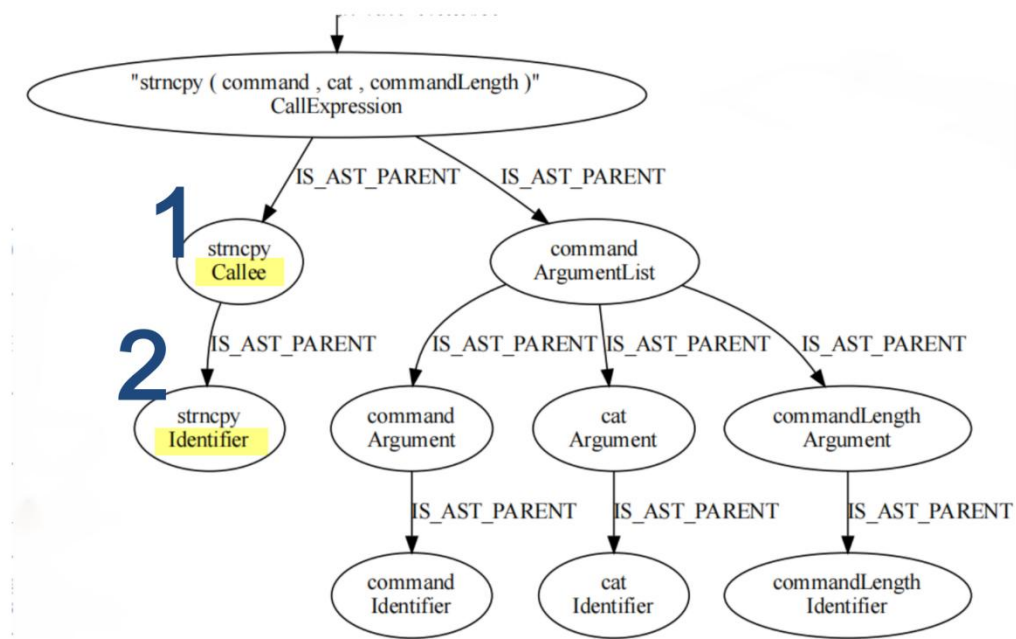 "strncpy ( command , cat , commandLength )"
CallExpression
IS_AST_PARENT
IS_AST_PARENT
1
strncpy
Callee
command
ArgumentList
2
IS_AST_PARENT
IS_AST_PARENT
IS_AST_PARENT
IS_AST_PARENT
strncpy
Identifier
command
Argument
cat
Argument
commandLength
Argument
IS_AST_PARENT
IS_AST_PARENT
IS_AST_PARENT
command
Identifier
cat
Identifier
commandLength
Identifier